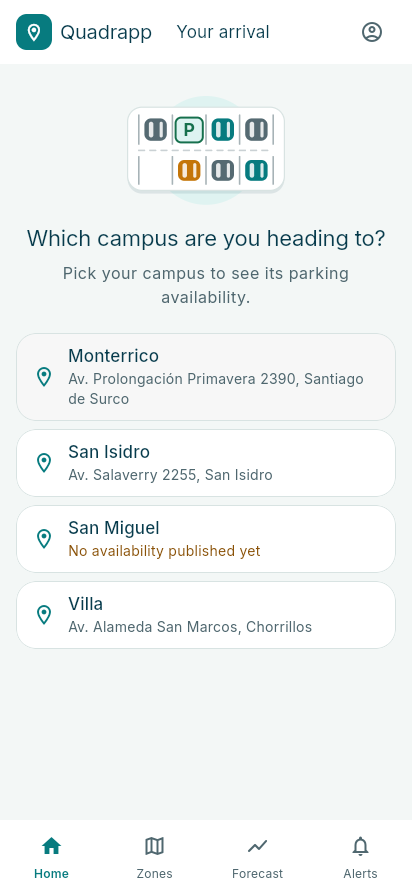 Quadrapp Your arrival
P
Which campus are you heading to?
Pick your campus to see its parking
availability.
Monterrico
Av. Prolongación Primavera 2390, Santiago
de Surco
San Isidro
Av. Salaverry 2255, San Isidro
San Miguel
No availability published yet
Villa
Av. Alameda San Marcos, Chorrillos
Home Zones Forecast Alerts